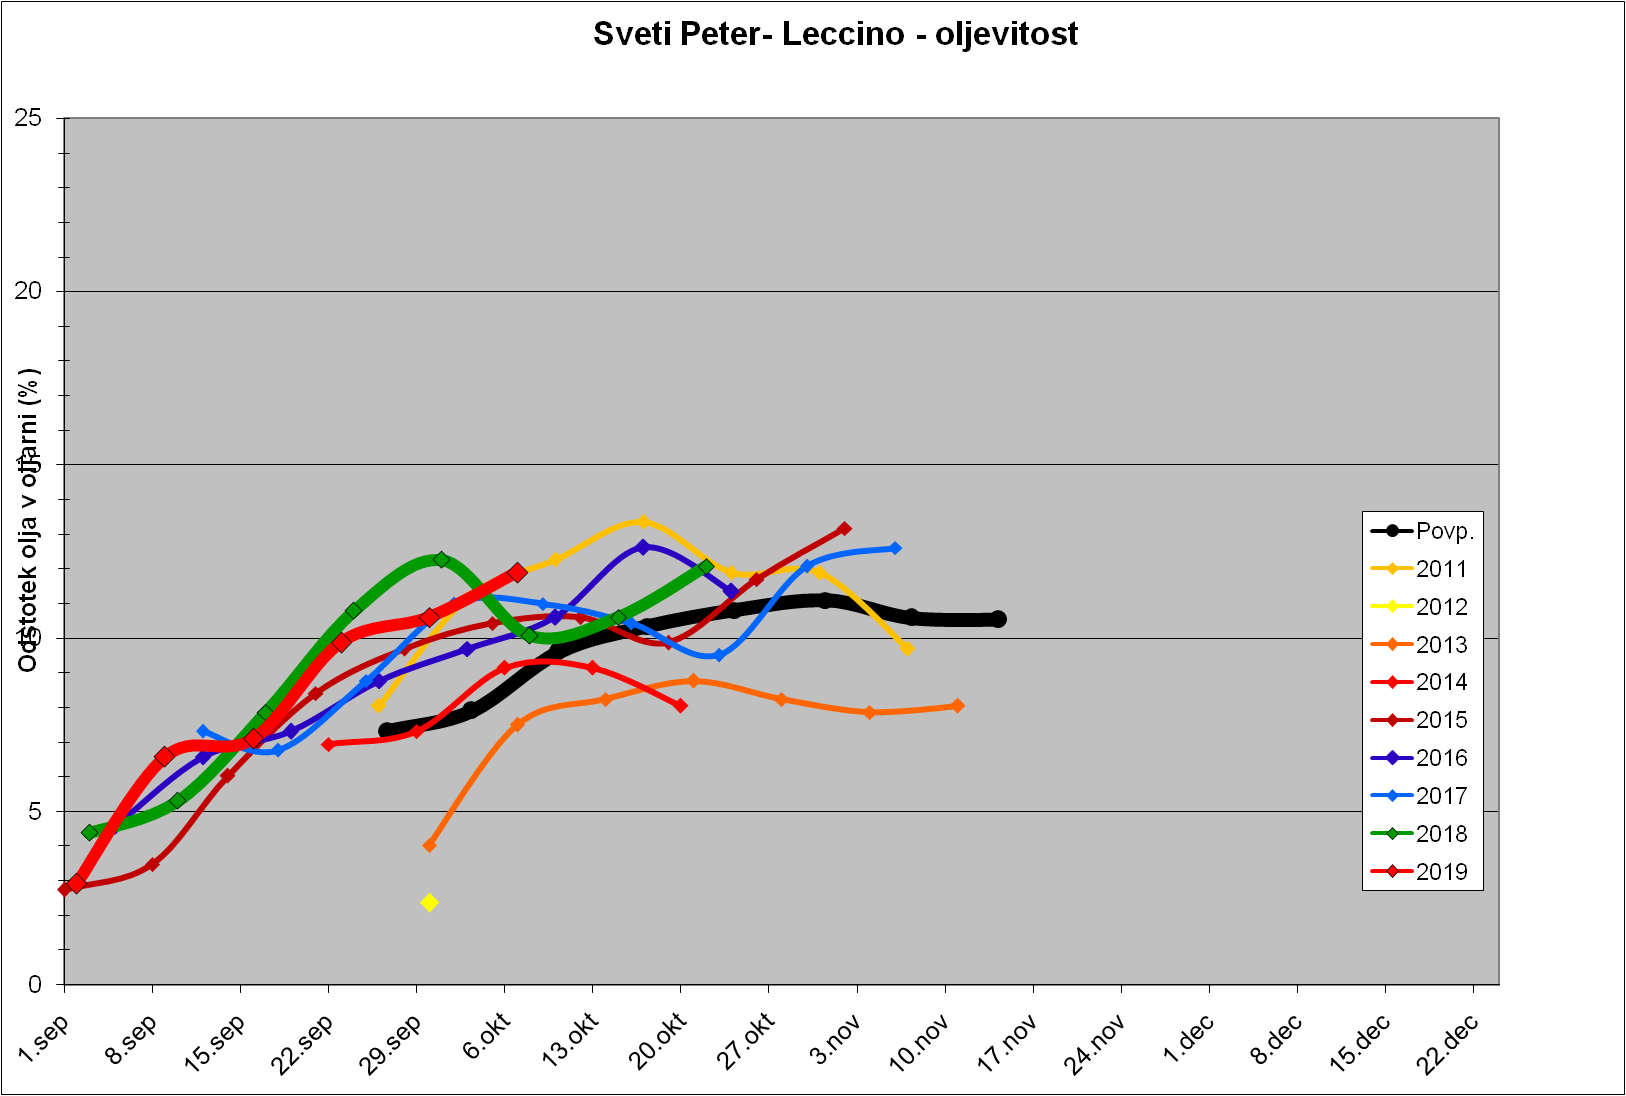 Sveti Peter- Leccino - oljevitost
25
20
15
10
5
0
Odstotek olja v oljarni (%)
1.sep
8.sep
15.sep
22.sep
29.sep
6.okt
13.okt
20.okt
27.okt
3.nov
10.nov
17.nov
24.nov
1.dec
8.dec
15.dec
22.dec
Povp.
2011
2012
2013
2014
2015
2016
2017
2018
2019